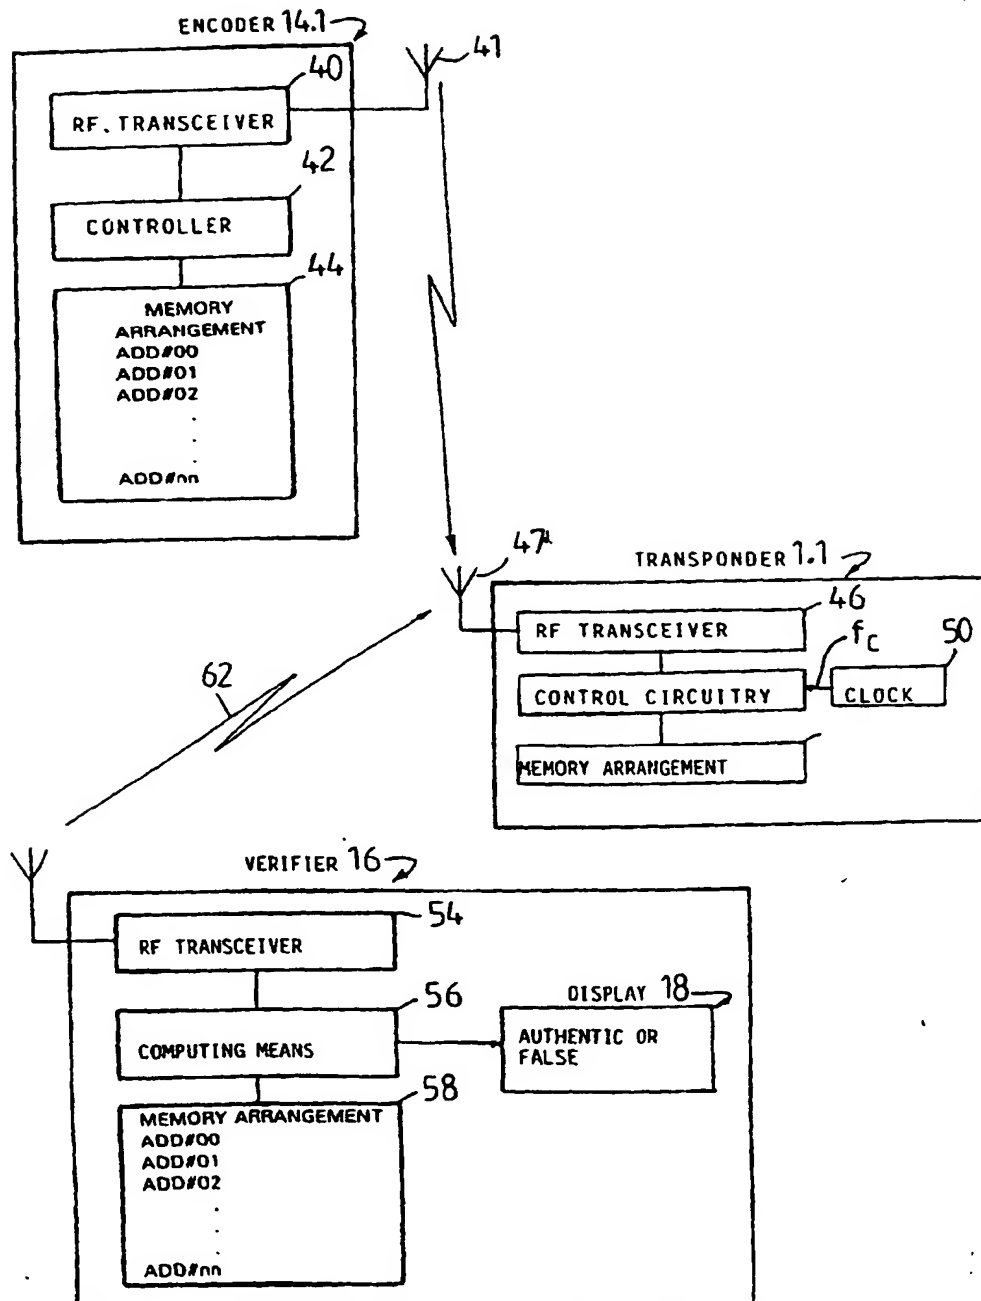 ENCODER 14.1
41
40
RF. TRANSCEIVER
42
CONTROLLER
44
MEMORY
ARRANGEMENT
ADD#00
ADD#01
ADD#02
.
.
.
ADD#nn
47
TRANSPONDER 1.1
46
RF TRANSCEIVER
fC
50
CONTROL CIRCUITRY
CLOCK
MEMORY ARRANGEMENT
62
VERIFIER 16
54
RF TRANSCEIVER
56
COMPUTING MEANS
DISPLAY 18
AUTHENTIC OR
FALSE
58
MEMORY ARRANGEMENT
ADD#00
ADD#01
ADD#02
.
.
.
ADD#nn